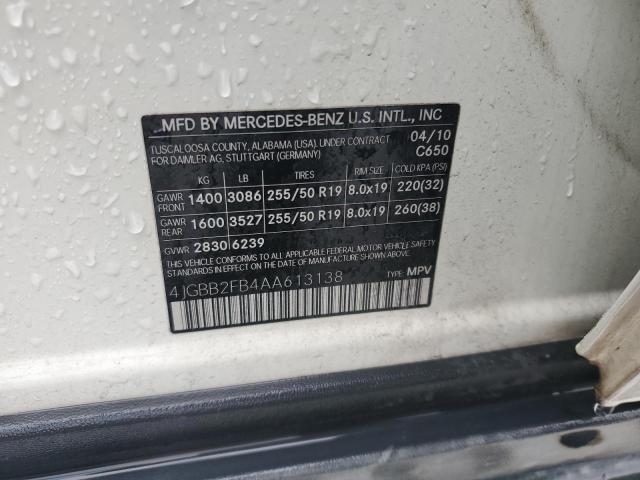 MFD BY MERCEDES-BENZ U.S. INTL., INC
TUSCALOOSA COUNTY, ALABAMA (USA). UNDER CONTRACT 04/10
FOR DAIMLER AG, STUTTGART (GERMANY) C650
KG LB TIRES RIM SIZE COLD KPA (PSI)
GAWR FRONT 1400 3086 255/50 R19 8.0x19 220(32)
GAWR REAR 1600 3527 255/50 R19 8.0x19 260(38)
GVWR 2830 6239
THIS VEHICLE CONFORMS TO ALL APPLICABLE FEDERAL MOTOR VEHICLE SAFETY
STANDARDS IN EFFECT ON THE DATE OF MANUFACTURE SHOWN ABOVE.
4JGBB2FB4AA613138 TYPE: MPV